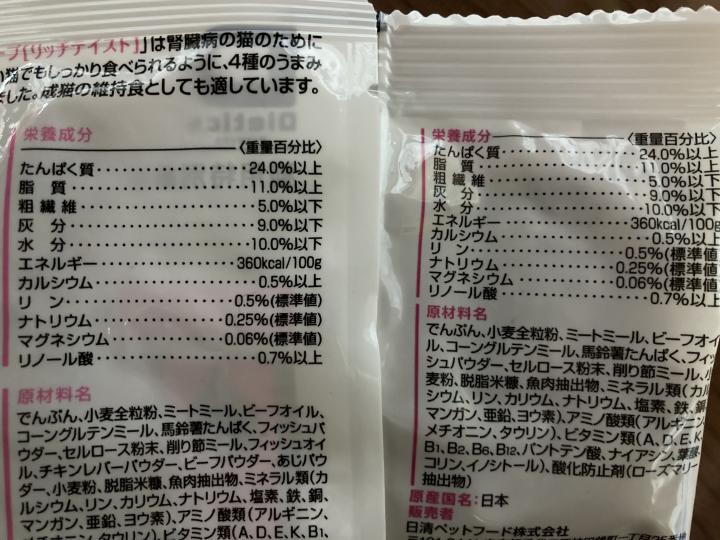 ープ[リッチテイスト]」は腎臓病の猫のために
猫でもしっかり食べられるように、4種のうまみ
ました。成猫の維持食としても適しています。
栄養成分
〈重量百分比〉
たんぱく質 24.0%以上
脂質 11.0%以上
粗繊維 5.0%以下
灰分 9.0%以下
水分 10.0%以下
エネルギー 360kcal/100g
カルシウム 0.5%以上
リン 0.5%(標準値)
ナトリウム 0.25%(標準値)
マグネシウム 0.06%(標準値)
リノール酸 0.7%以上
原材料名
でんぷん、小麦全粒粉、ミートミール、ビーフオイル、
コーングルテンミール、馬鈴薯たんぱく、フィッシュパ
ウダー、セルロース粉末、削り節ミール、フィッシュオイ
ル、チキンレバーパウダー、ビーフパウダー、あじパウ
ダー、小麦粉、脱脂米糠、魚肉抽出物、ミネラル類(カ
ルシウム、リン、カリウム、ナトリウム、塩素、鉄、銅、
マンガン、亜鉛、ヨウ素)、アミノ酸類(アルギニン、
メチオニン、タウリン)、ビタミン類(A、D、E、K、B1、
栄養成分
〈重量百分比〉
たんぱく質 24.0%以上
脂質 11.0%以上
粗繊維 5.0%以下
灰分 9.0%以下
水分 10.0%以下
エネルギー 360kcal/100g
カルシウム 0.5%以上
リン 0.5%(標準値)
ナトリウム 0.25%(標準値)
マグネシウム 0.06%(標準値)
リノール酸 0.7%以上
原材料名
でんぷん、小麦全粒粉、ミートミール、ビーフオイ
ル、コーングルテンミール、馬鈴薯たんぱく、フィッ
シュパウダー、セルロース粉末、削り節ミール、小
麦粉、脱脂米糠、魚肉抽出物、ミネラル類(カル
シウム、リン、カリウム、ナトリウム、塩素、鉄、銅、
マンガン、亜鉛、ヨウ素)、アミノ酸類(アルギニン、
メチオニン、タウリン)、ビタミン類(A、D、E、K、
B1、B2、B6、B12、パントテン酸、ナイアシン、葉酸、
コリン、イノシトール)、酸化防止剤(ローズマリー
抽出物)
原産国名:日本
販売者
日清ペットフード株式会社